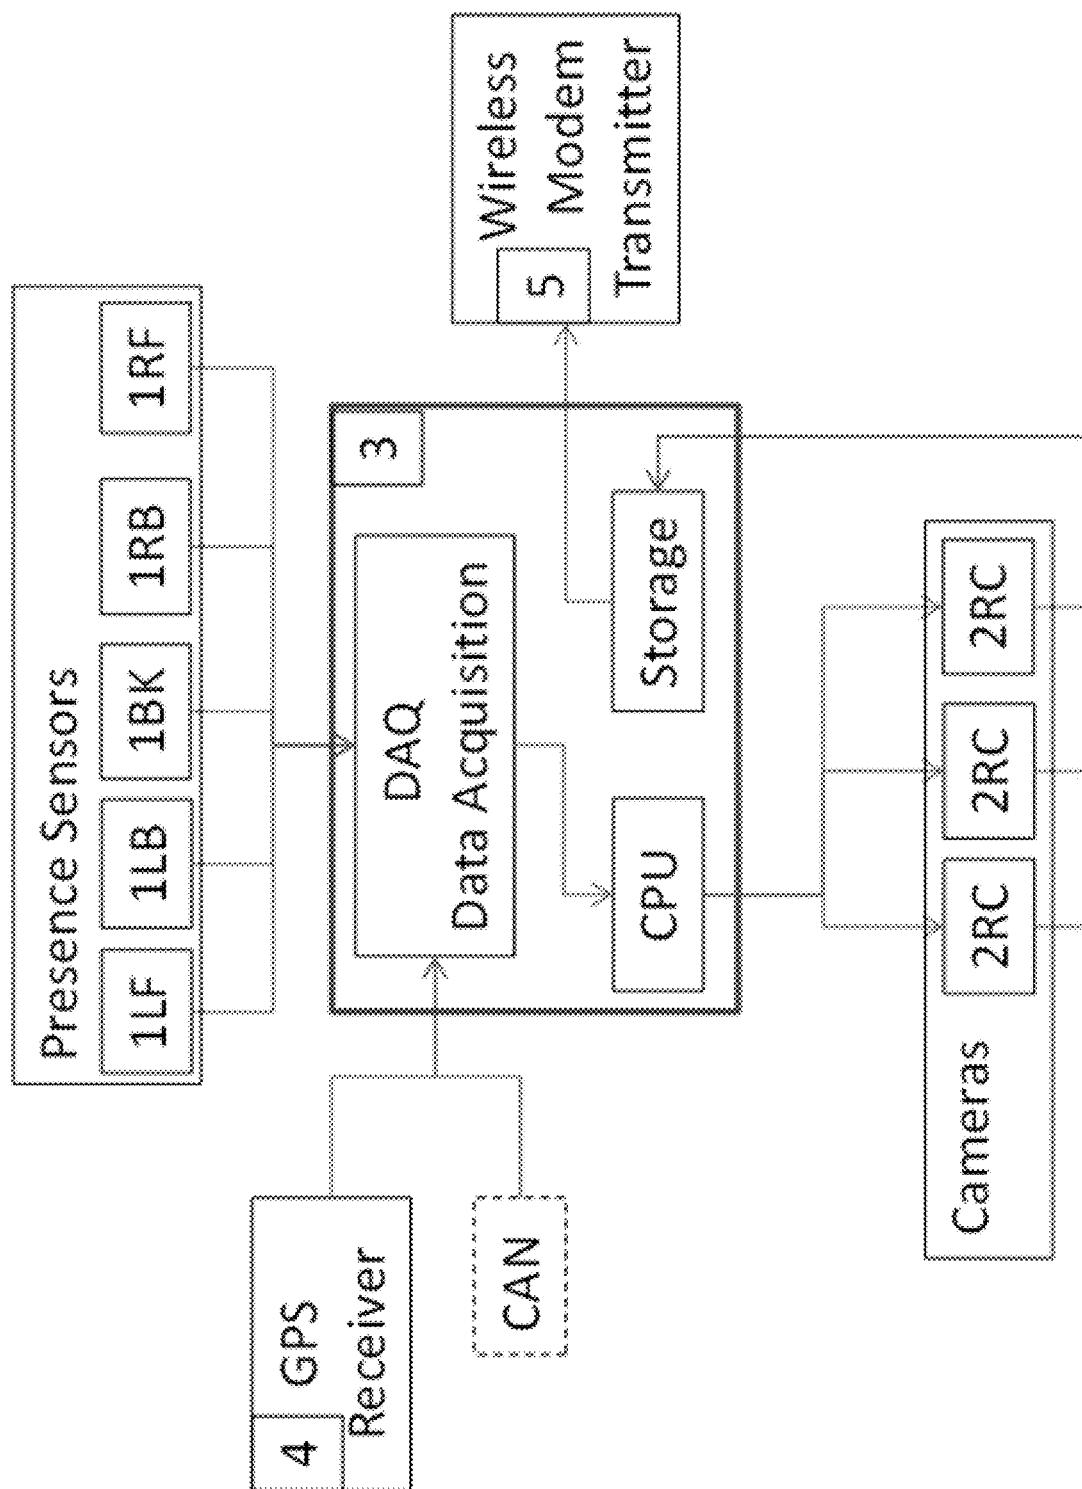 Presence Sensors
1LF
1LB
1BK
1RB
1RF
4
GPS
Receiver
CAN
3
DAQ
Data Acquisition
CPU
Storage
5
Wireless
Modem
Transmitter
Cameras
2RC
2RC
2RC